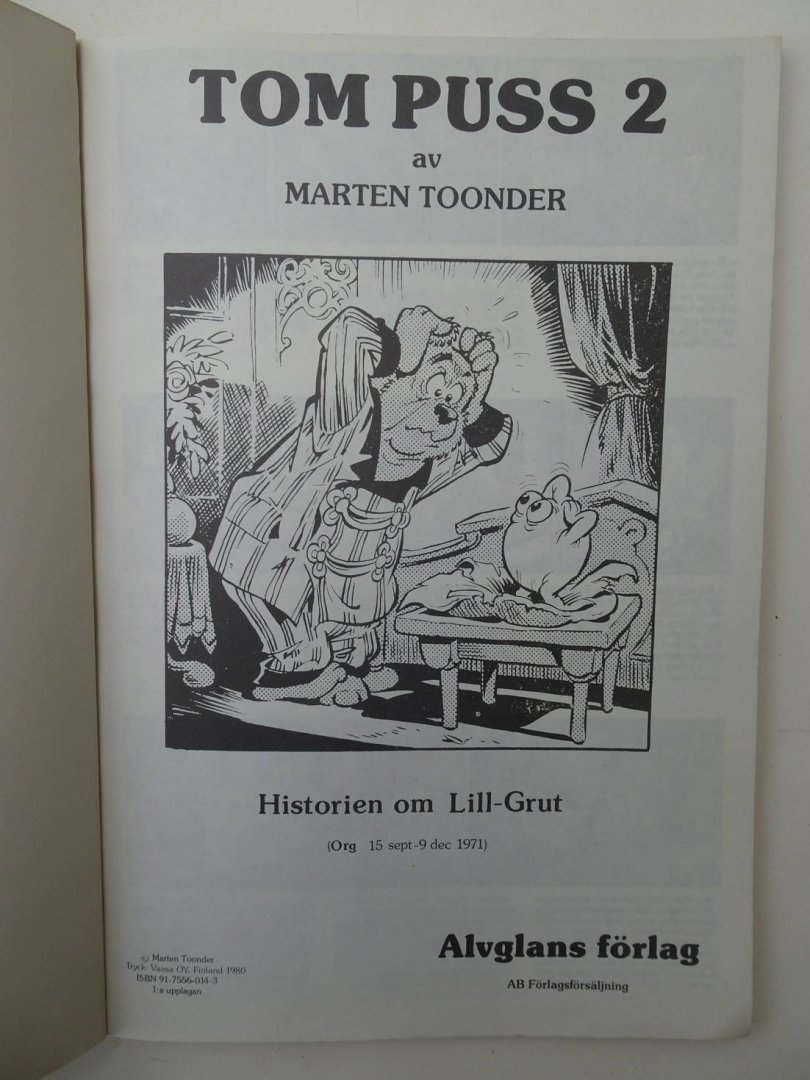 TOM PUSS 2
av
MARTEN TOONDER
Historien om Lill-Grut
(Org 15 sept-9 dec 1971)
© Marten Toonder
Tryck: Vaasa OY. Finland 1980
ISBN 91-7556-014-3
1:a upplagan
Alvglans förlag
AB Förlagsförsäljning